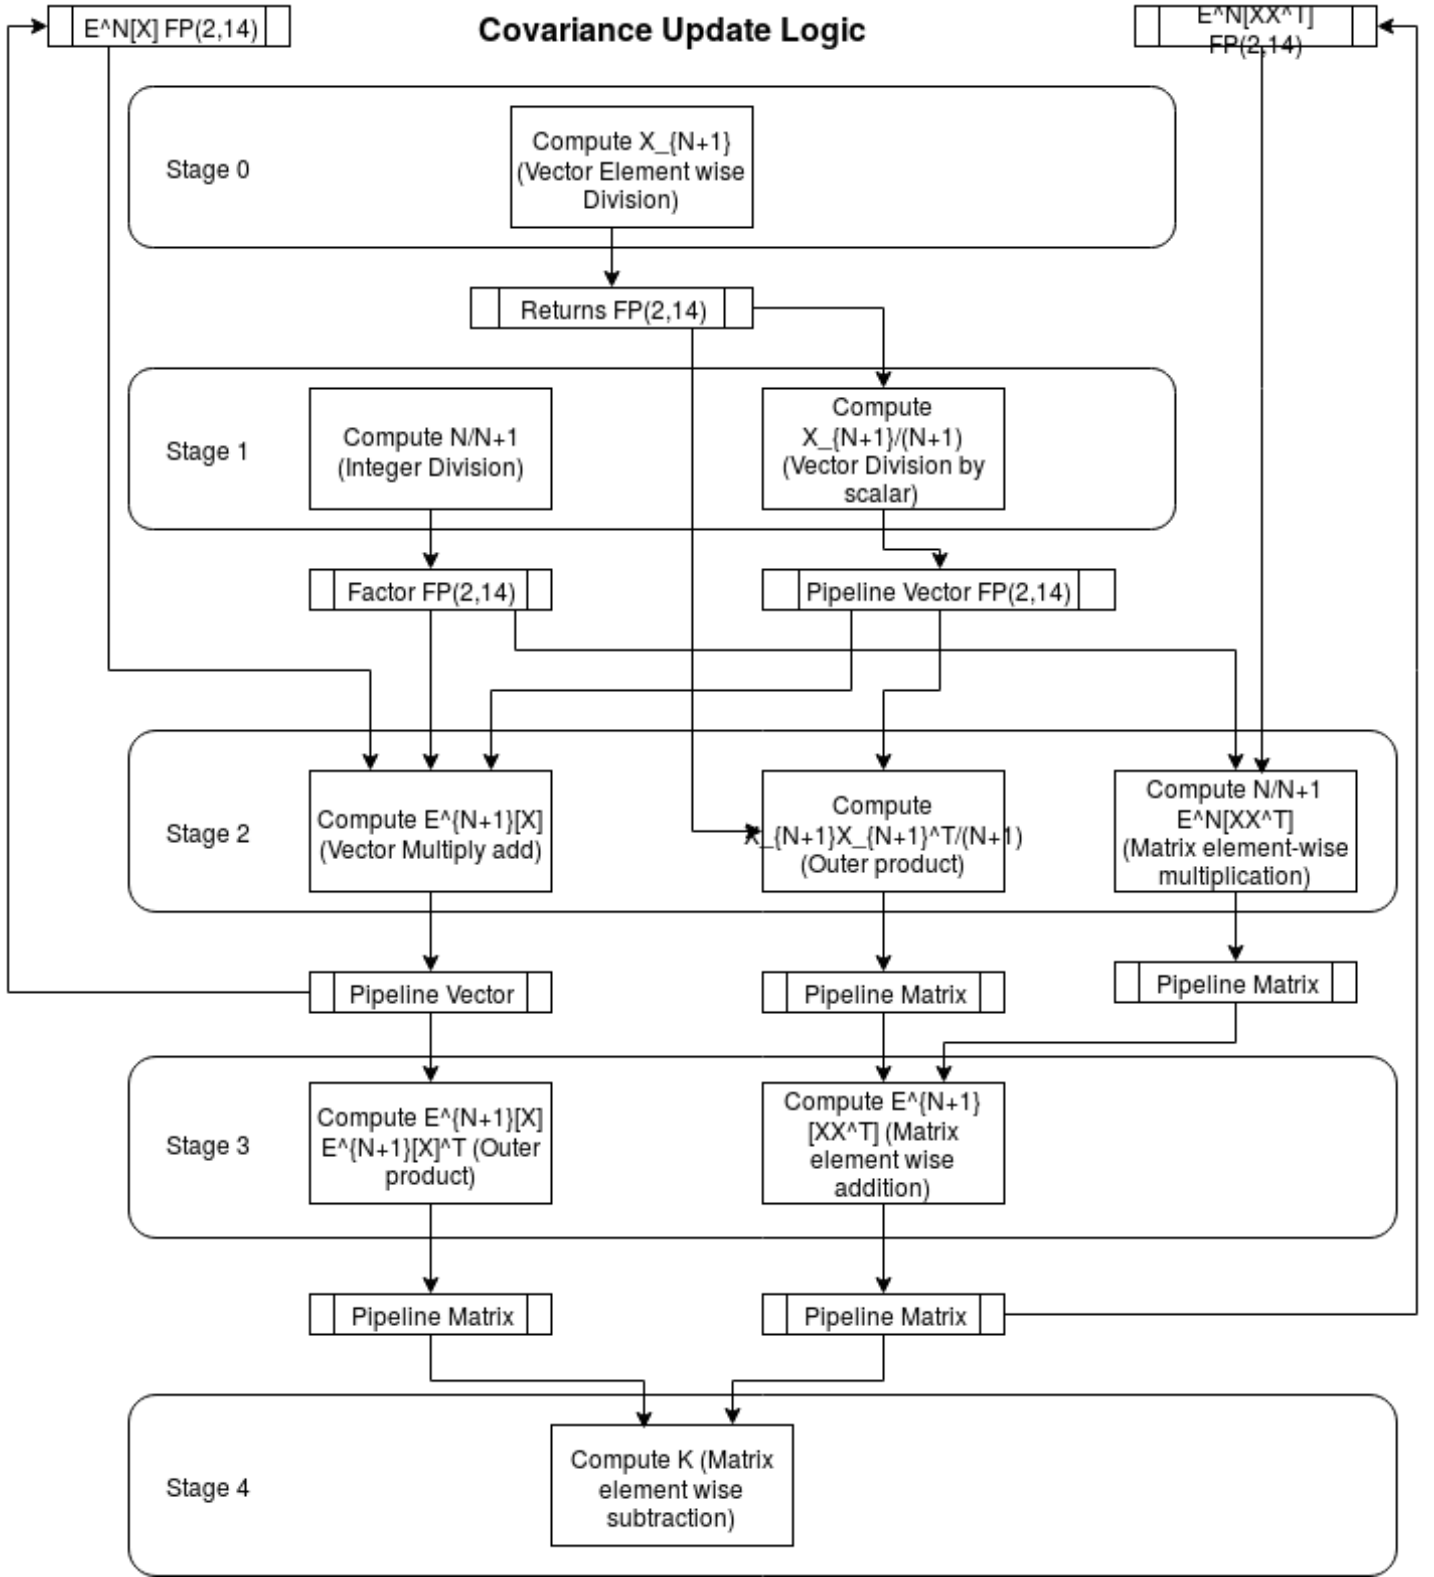 E^N[X] FP(2,14)
Covariance Update Logic
E^N[XX^T]
FP(2,14)
Stage 0
Compute X_{N+1}
(Vector Element wise
Division)
Returns FP(2,14)
Stage 1
Compute N/N+1
(Integer Division)
Compute
X_{N+1}/(N+1)
(Vector Division by
scalar)
Factor FP(2,14)
Pipeline Vector FP(2,14)
Stage 2
Compute E^{N+1}[X]
(Vector Multiply add)
Compute
X_{N+1}X_{N+1}^T/(N+1)
(Outer product)
Compute N/N+1
E^N[XX^T]
(Matrix element-wise
multiplication)
Pipeline Vector
Pipeline Matrix
Pipeline Matrix
Stage 3
Compute E^{N+1}[X]
E^{N+1}[X]^T (Outer
product)
Compute E^{N+1}
[XX^T] (Matrix
element wise
addition)
Pipeline Matrix
Pipeline Matrix
Stage 4
Compute K (Matrix
element wise
subtraction)